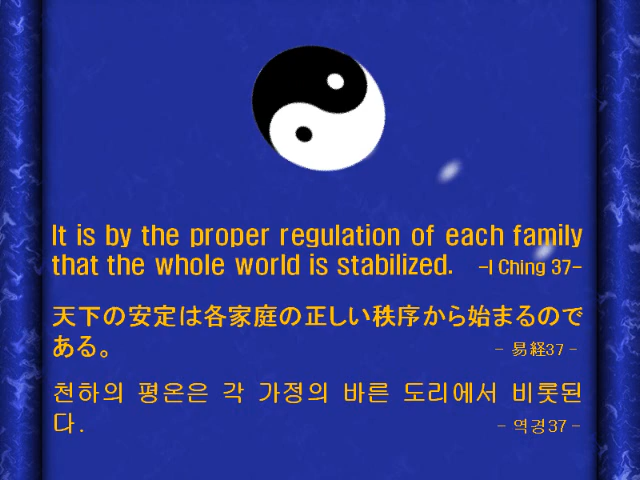 It is by the proper regulation of each family
that the whole world is stabilized. -I Ching 37-
天下の安定は各家庭の正しい秩序から始まるので
ある。 - 易経37 -
천하의 평온은 각 가정의 바른 도리에서 비롯된
다. - 역경37 -